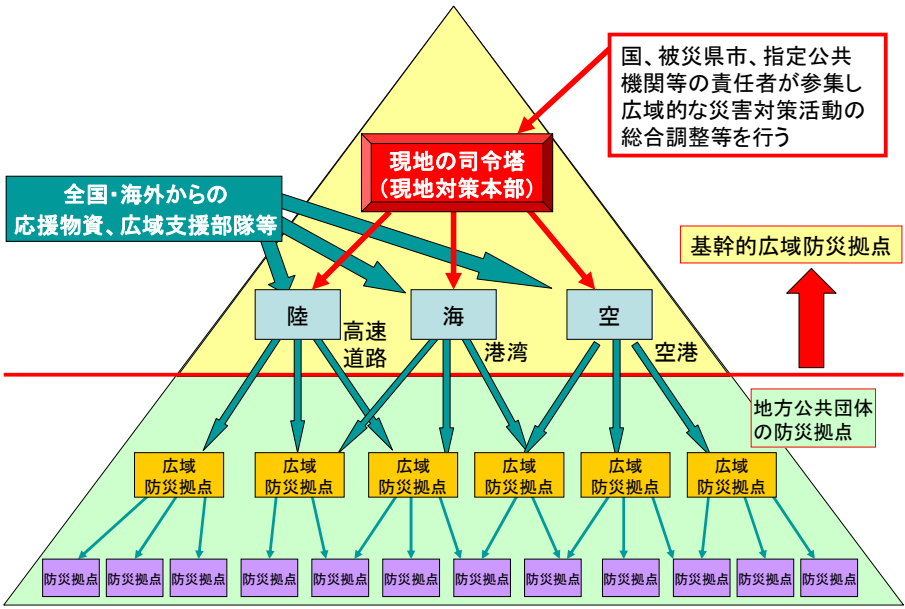 国、被災県市、指定公共
機関等の責任者が参集し
広域的な災害対策活動の
総合調整等を行う
現地の司令塔
（現地対策本部）
全国・海外からの
応援物資、広域支援部隊等
基幹的広域防災拠点
陸
海
空
高速
道路
港湾
空港
地方公共団体
の防災拠点
広域
防災拠点
広域
防災拠点
広域
防災拠点
広域
防災拠点
広域
防災拠点
広域
防災拠点
防災拠点
防災拠点
防災拠点
防災拠点
防災拠点
防災拠点
防災拠点
防災拠点
防災拠点
防災拠点
防災拠点
防災拠点